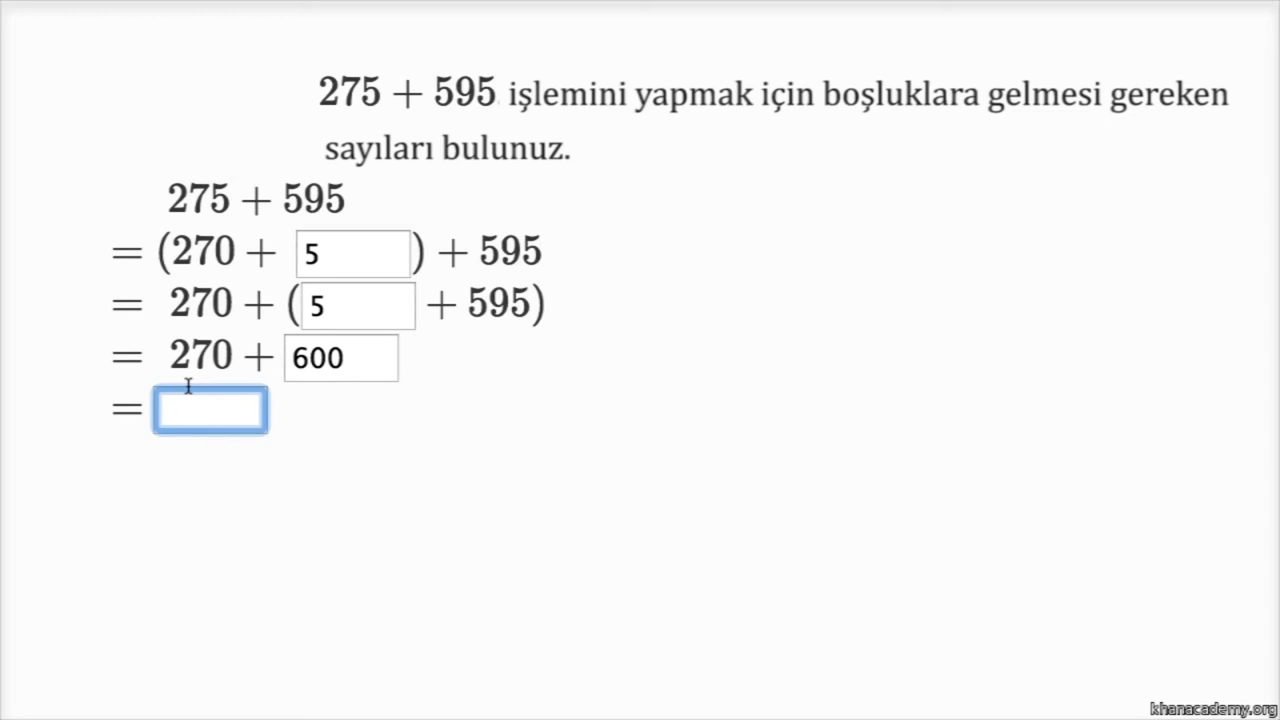 275 + 595 işlemini yapmak için boşluklara gelmesi gereken
sayıları bulunuz.
275 + 595
= (270 + 5 ) + 595
= 270 + ( 5 + 595)
= 270 + 600
=
khanacademy.org